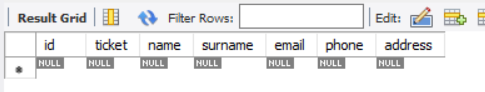 Result Grid Filter Rows: Edit:
id ticket name surname email phone address
NULL NULL NULL NULL NULL NULL NULL